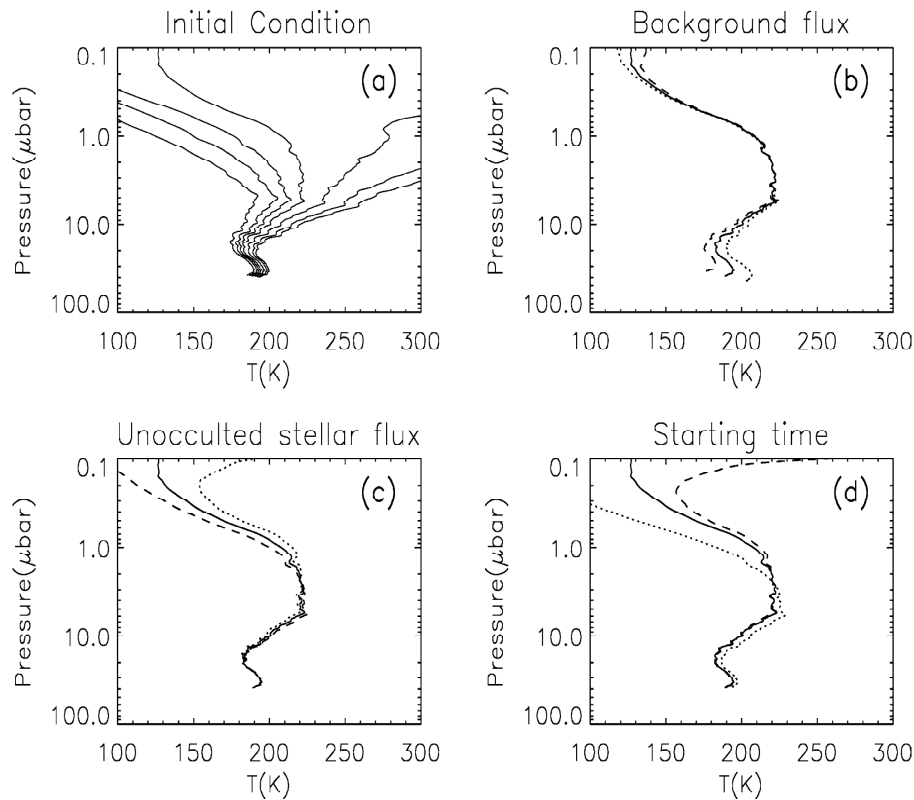 Initial Condition
(a)
Pressure(μbar)
0.1
1.0
10.0
100.0
100 150 200 250 300
T(K)
Background flux
(b)
Pressure(μbar)
0.1
1.0
10.0
100.0
100 150 200 250 300
T(K)
Unocculted stellar flux
(c)
Pressure(μbar)
0.1
1.0
10.0
100.0
100 150 200 250 300
T(K)
Starting time
(d)
Pressure(μbar)
0.1
1.0
10.0
100.0
100 150 200 250 300
T(K)